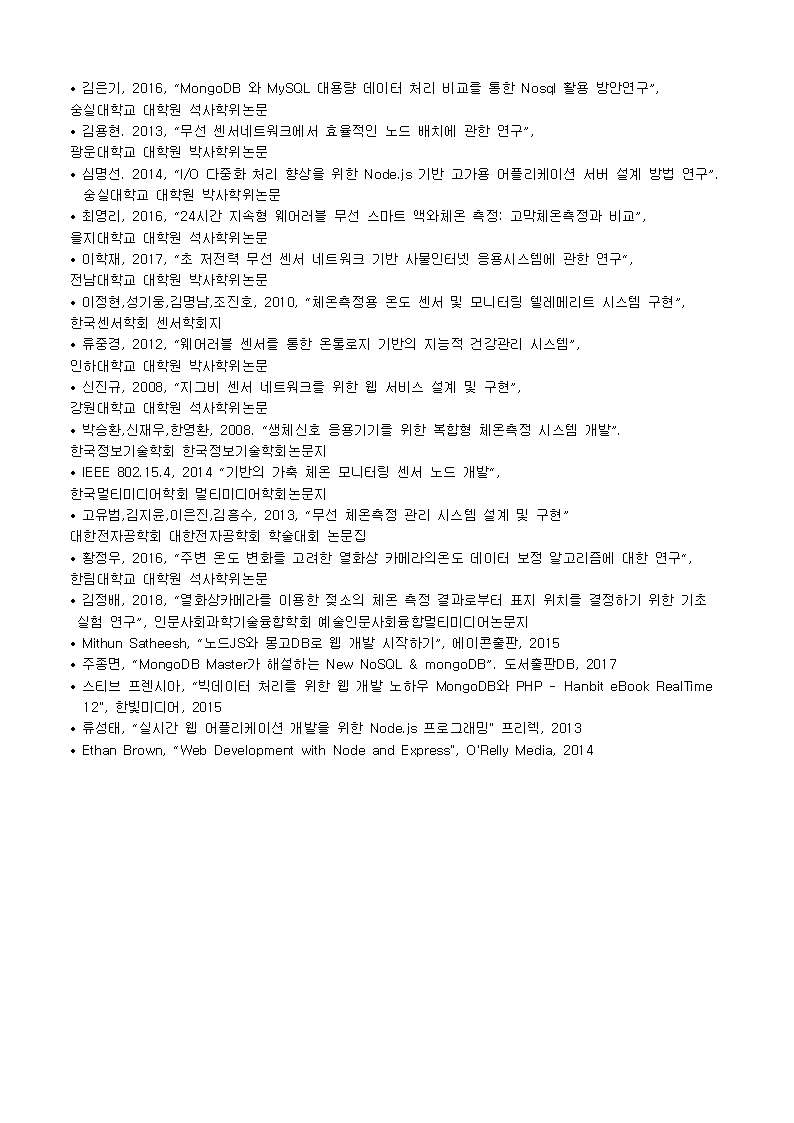 • 김은기, 2016, “MongoDB 와 MySQL 대용량 데이터 처리 비교를 통한 Nosql 활용 방안연구”,
숭실대학교 대학원 석사학위논문
• 김용현. 2013, “무선 센서네트워크에서 효율적인 노드 배치에 관한 연구”,
광운대학교 대학원 박사학위논문
• 심명선. 2014, “I/O 다중화 처리 향상을 위한 Node.js 기반 고가용 어플리케이션 서버 설계 방법 연구”.
숭실대학교 대학원 박사학위논문
• 최영리, 2016, “24시간 지속형 웨어러블 무선 스마트 액와체온 측정: 고막체온측정과 비교”,
을지대학교 대학원 석사학위논문
• 이학재, 2017, “초 저전력 무선 센서 네트워크 기반 사물인터넷 응용시스템에 관한 연구“,
전남대학교 대학원 박사학위논문
• 이정현,성기웅,김명남,조진호, 2010, “체온측정용 온도 센서 및 모니터링 텔레메리트 시스템 구현”,
한국센서학회 센서학회지
• 류중경, 2012, “웨어러블 센서를 통한 온톨로지 기반의 지능적 건강관리 시스템”,
인하대학교 대학원 박사학위논문
• 신진규, 2008, “지그비 센서 네트워크를 위한 웹 서비스 설계 및 구현”,
강원대학교 대학원 석사학위논문
• 박승환,신재우,한영환, 2008. “생체신호 응용기기를 위한 복합형 체온측정 시스템 개발”.
한국정보기술학회 한국정보기술학회논문지
• IEEE 802.15.4, 2014 “기반의 가축 체온 모니터링 센서 노드 개발“,
한국멀티미디어학회 멀티미디어학회논문지
• 고유범,김지윤,이은진,김흥수, 2013, “무선 체온측정 관리 시스템 설계 및 구현”
대한전자공학회 대한전자공학회 학술대회 논문집
• 황정우, 2016, “주변 온도 변화를 고려한 열화상 카메라의온도 데이터 보정 알고리즘에 대한 연구“,
한림대학교 대학원 석사학위논문
• 김정배, 2018, “열화상카메라를 이용한 젖소의 체온 측정 결과로부터 표지 위치를 결정하기 위한 기초
실험 연구”, 인문사회과학기술융합학회 예술인문사회융합멀티미디어논문지
• Mithun Satheesh, “노드JS와 몽고DB로 웹 개발 시작하기”, 에이콘출판, 2015
• 주종면, “MongoDB Master가 해설하는 New NoSQL & mongoDB”. 도서출판DB, 2017
• 스티브 프렌시아, “빅데이터 처리를 위한 웹 개발 노하우 MongoDB와 PHP – Hanbit eBook RealTime
12”, 한빛미디어, 2015
• 류성태, “실시간 웹 어플리케이션 개발을 위한 Node.js 프로그래밍” 프리렉, 2013
• Ethan Brown, “Web Development with Node and Express”, O'Relly Media, 2014